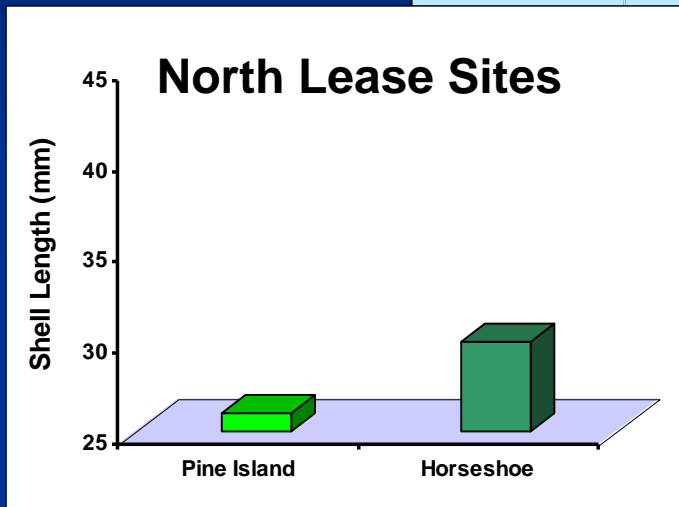 North Lease Sites
Shell Length (mm)
45
40
35
30
25
Pine Island
Horseshoe